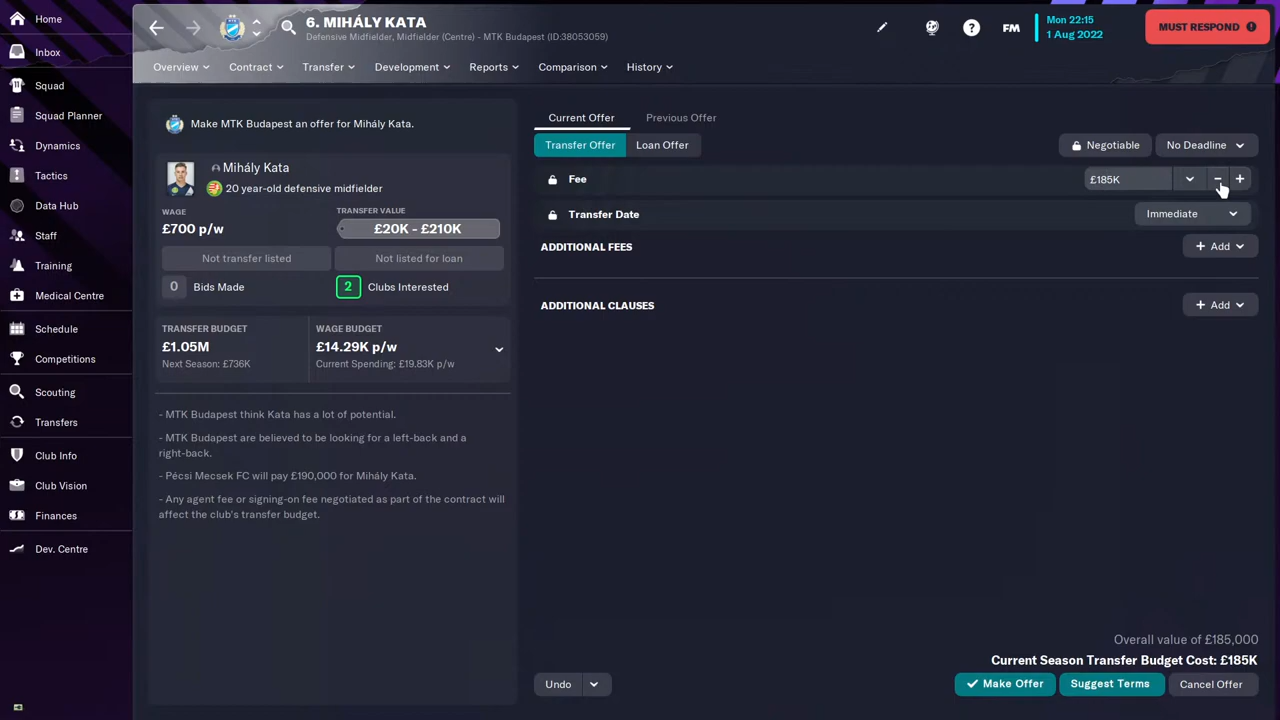 Home
Inbox
Squad
Squad Planner
Dynamics
Tactics
Data Hub
Staff
Training
Medical Centre
Schedule
Competitions
Scouting
Transfers
Club Info
Club Vision
Finances
Dev. Centre
6. MIHÁLY KATA
Defensive Midfielder, Midfielder (Centre) - MTK Budapest (ID:38053059)
FM
Mon 22:15
1 Aug 2022
MUST RESPOND
Overview
Contract
Transfer
Development
Reports
Comparison
History
Make MTK Budapest an offer for Mihály Kata.
Mihály Kata
20 year-old defensive midfielder
WAGE
£700 p/w
TRANSFER VALUE
£20K - £210K
Not transfer listed
Not listed for loan
0 Bids Made
2 Clubs Interested
TRANSFER BUDGET
£1.05M
Next Season: £736K
WAGE BUDGET
£14.29K p/w
Current Spending: £19.83K p/w
- MTK Budapest think Kata has a lot of potential.
- MTK Budapest are believed to be looking for a left-back and a
right-back.
- Pécsi Mecsek FC will pay £190,000 for Mihály Kata.
- Any agent fee or signing-on fee negotiated as part of the contract will
affect the club's transfer budget.
Current Offer
Previous Offer
Transfer Offer
Loan Offer
Negotiable
No Deadline
Fee
£185K
Transfer Date
Immediate
ADDITIONAL FEES
+ Add
ADDITIONAL CLAUSES
+ Add
Overall value of £185,000
Current Season Transfer Budget Cost: £185K
Undo
Make Offer
Suggest Terms
Cancel Offer